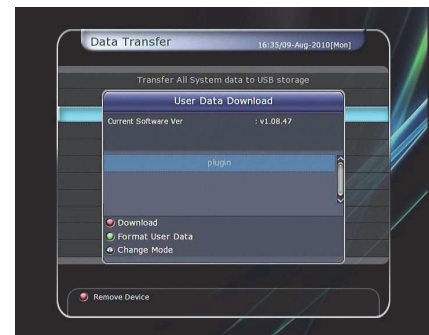 Data Transfer
16:35/09-Aug-2010[Mon]
Transfer All System data to USB storage
User Data Download
Current Software Ver : v1.08.47
plugin
Download
Format User Data
Change Mode
Remove Device